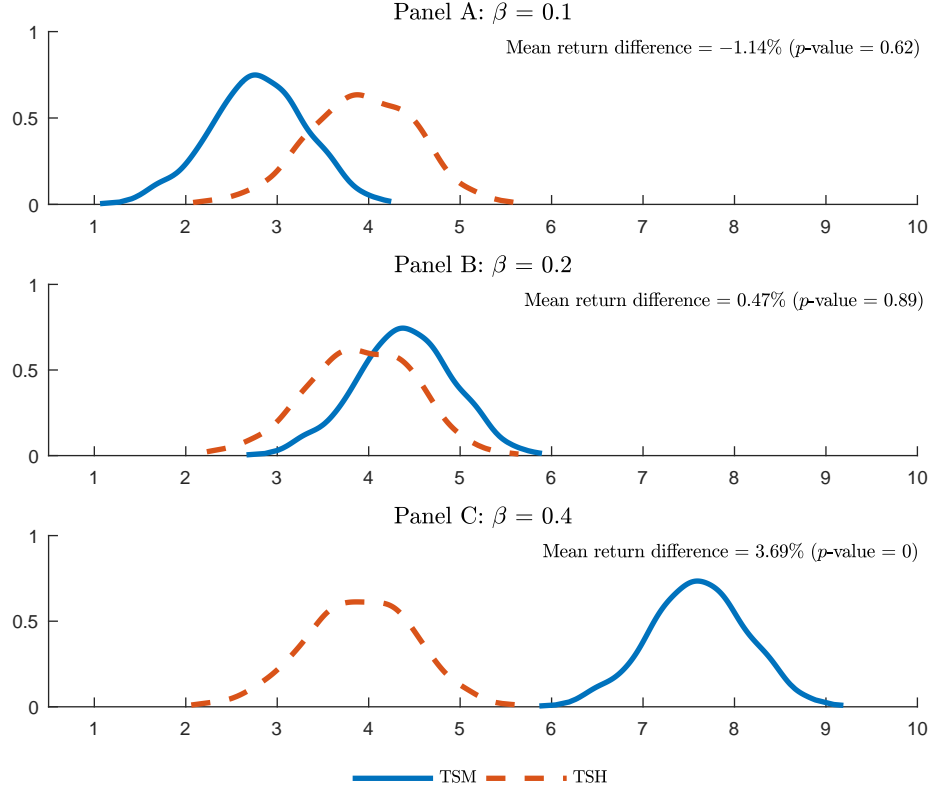 Panel A: β = 0.1
Mean return difference = −1.14% (p-value = 0.62)
1
0.5
0
1 2 3 4 5 6 7 8 9 10
Panel B: β = 0.2
Mean return difference = 0.47% (p-value = 0.89)
1
0.5
0
1 2 3 4 5 6 7 8 9 10
Panel C: β = 0.4
Mean return difference = 3.69% (p-value = 0)
1
0.5
0
1 2 3 4 5 6 7 8 9 10
TSM TSH